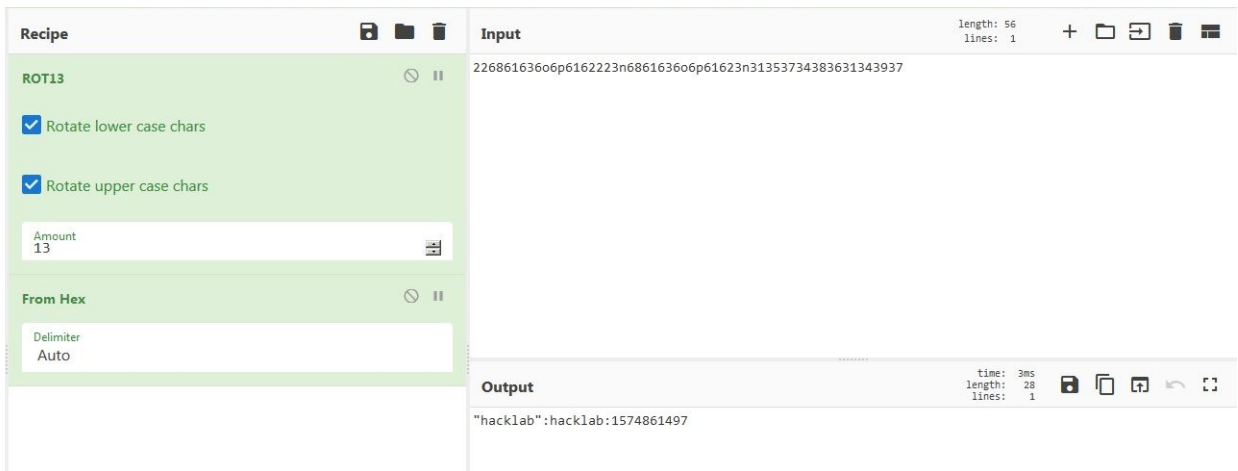 Recipe
ROT13
Rotate lower case chars
Rotate upper case chars
Amount
13
From Hex
Delimiter
Auto
Input
length: 56
lines: 1
226861636o6p6162223n6861636o6p61623n31353734383631343937
Output
time: 3ms
length: 28
lines: 1
"hacklab":hacklab:1574861497